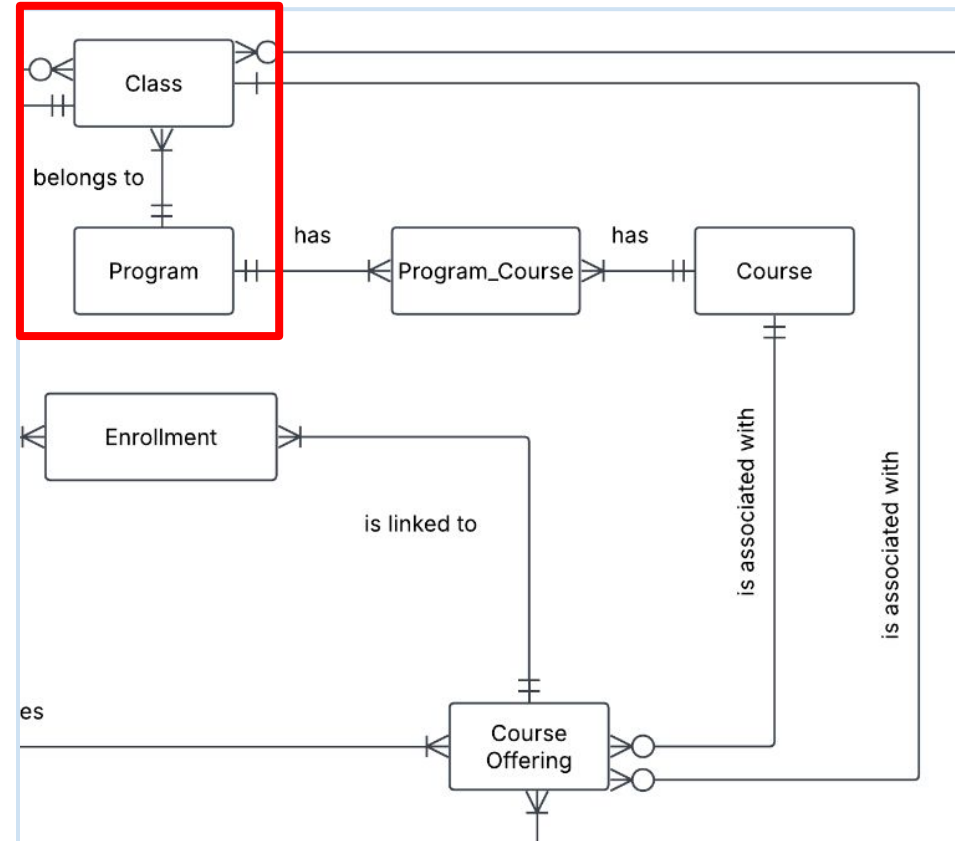 Class
belongs to
has
has
Program
Program_Course
Course
Enrollment
is linked to
is associated with
is associated with
es
Course
Offering